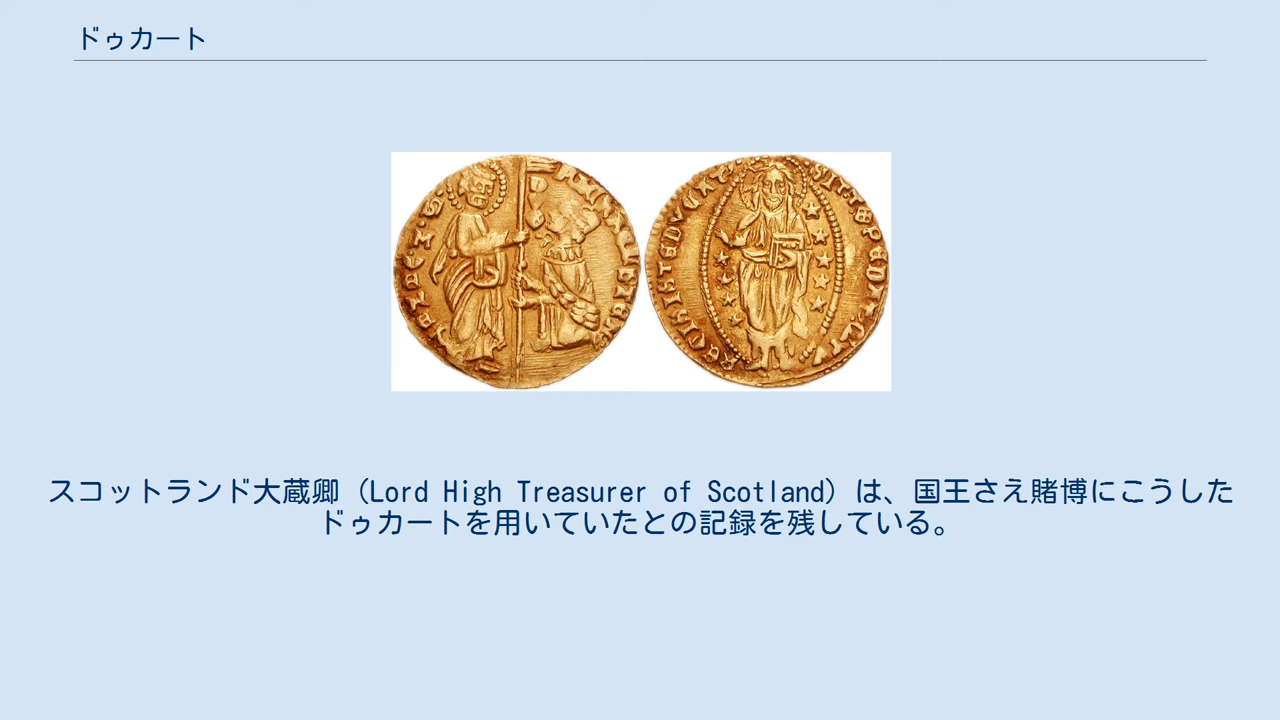 ドゥカート
スコットランド大蔵卿（Lord High Treasurer of Scotland）は、国王さえ賭博にこうした
ドゥカートを用いていたとの記録を残している。